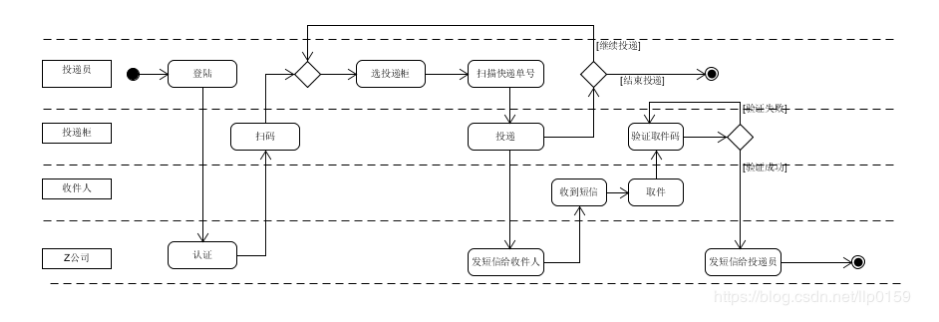 [继续投递]
投递员
登陆
选投递柜
扫描快递单号
[结束投递]
[验证失败]
投递柜
扫码
投递
验证取件码
[验证成功]
收件人
收到短信
取件
Z公司
认证
发短信给收件人
发短信给投递员
https://blog.csdn.net/llp0159